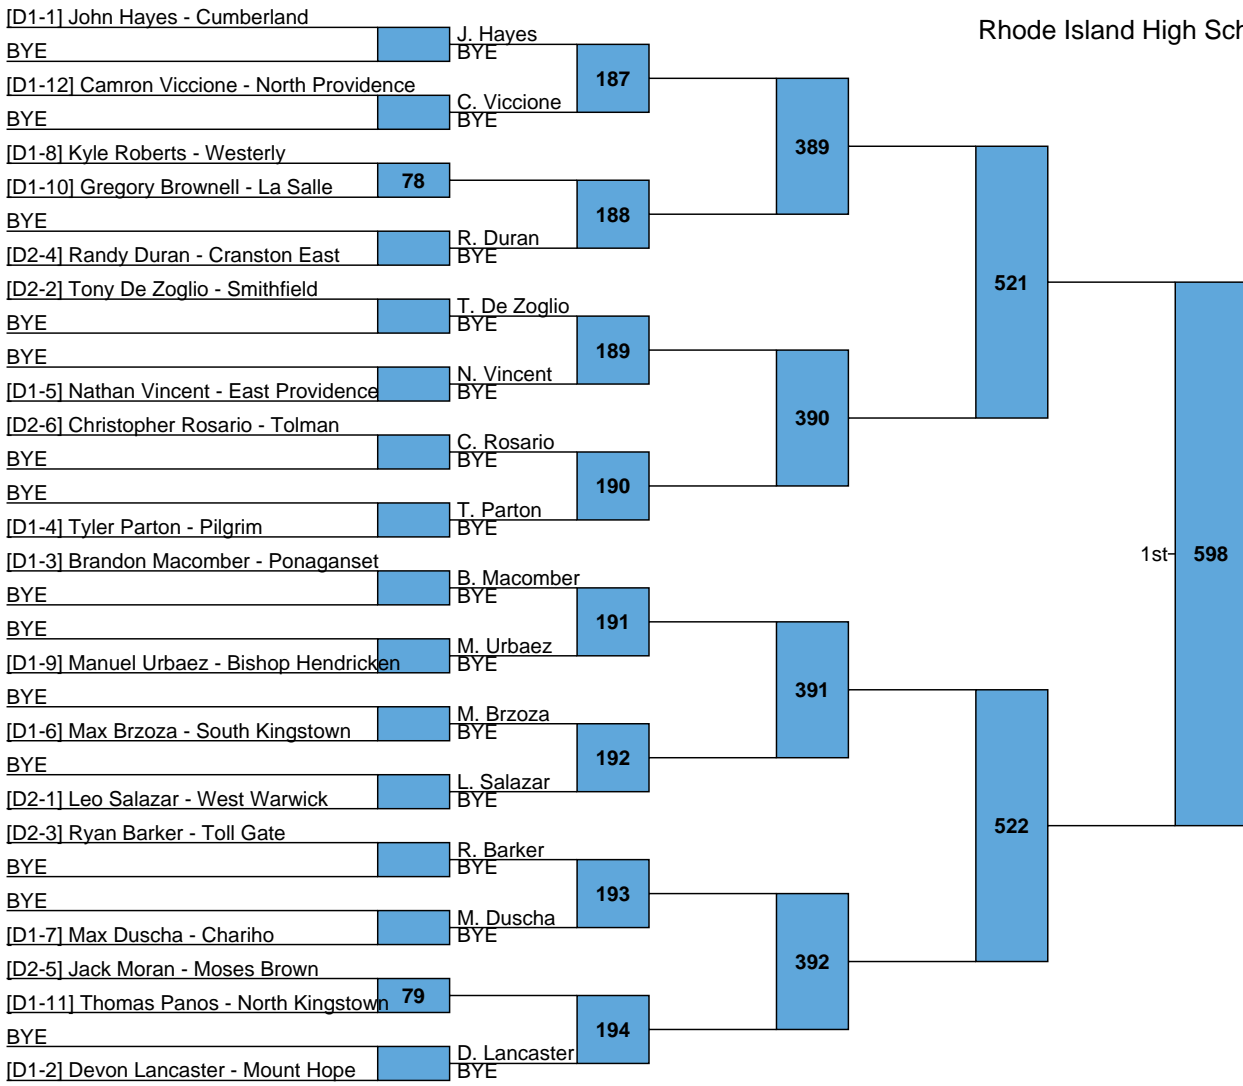 [D1-1] John Hayes - Cumberland
BYE
[D1-12] Camron Viccione - North Providence
BYE
[D1-8] Kyle Roberts - Westerly
[D1-10] Gregory Brownell - La Salle
BYE
[D2-4] Randy Duran - Cranston East
[D2-2] Tony De Zoglio - Smithfield
BYE
BYE
[D1-5] Nathan Vincent - East Providence
[D2-6] Christopher Rosario - Tolman
BYE
BYE
[D1-4] Tyler Parton - Pilgrim
[D1-3] Brandon Macomber - Ponaganset
BYE
BYE
[D1-9] Manuel Urbaez - Bishop Hendricken
BYE
[D1-6] Max Brzoza - South Kingstown
BYE
[D2-1] Leo Salazar - West Warwick
[D2-3] Ryan Barker - Toll Gate
BYE
BYE
[D1-7] Max Duscha - Chariho
[D2-5] Jack Moran - Moses Brown
[D1-11] Thomas Panos - North Kingstown
BYE
[D1-2] Devon Lancaster - Mount Hope
78
79
J. Hayes
BYE
C. Viccione
BYE
R. Duran
BYE
T. De Zoglio
BYE
N. Vincent
BYE
C. Rosario
BYE
T. Parton
BYE
B. Macomber
BYE
M. Urbaez
BYE
M. Brzoza
BYE
L. Salazar
BYE
R. Barker
BYE
M. Duscha
BYE
D. Lancaster
BYE
187
188
189
190
191
192
193
194
389
390
391
392
521
522
Rhode Island High Sch
1st
598